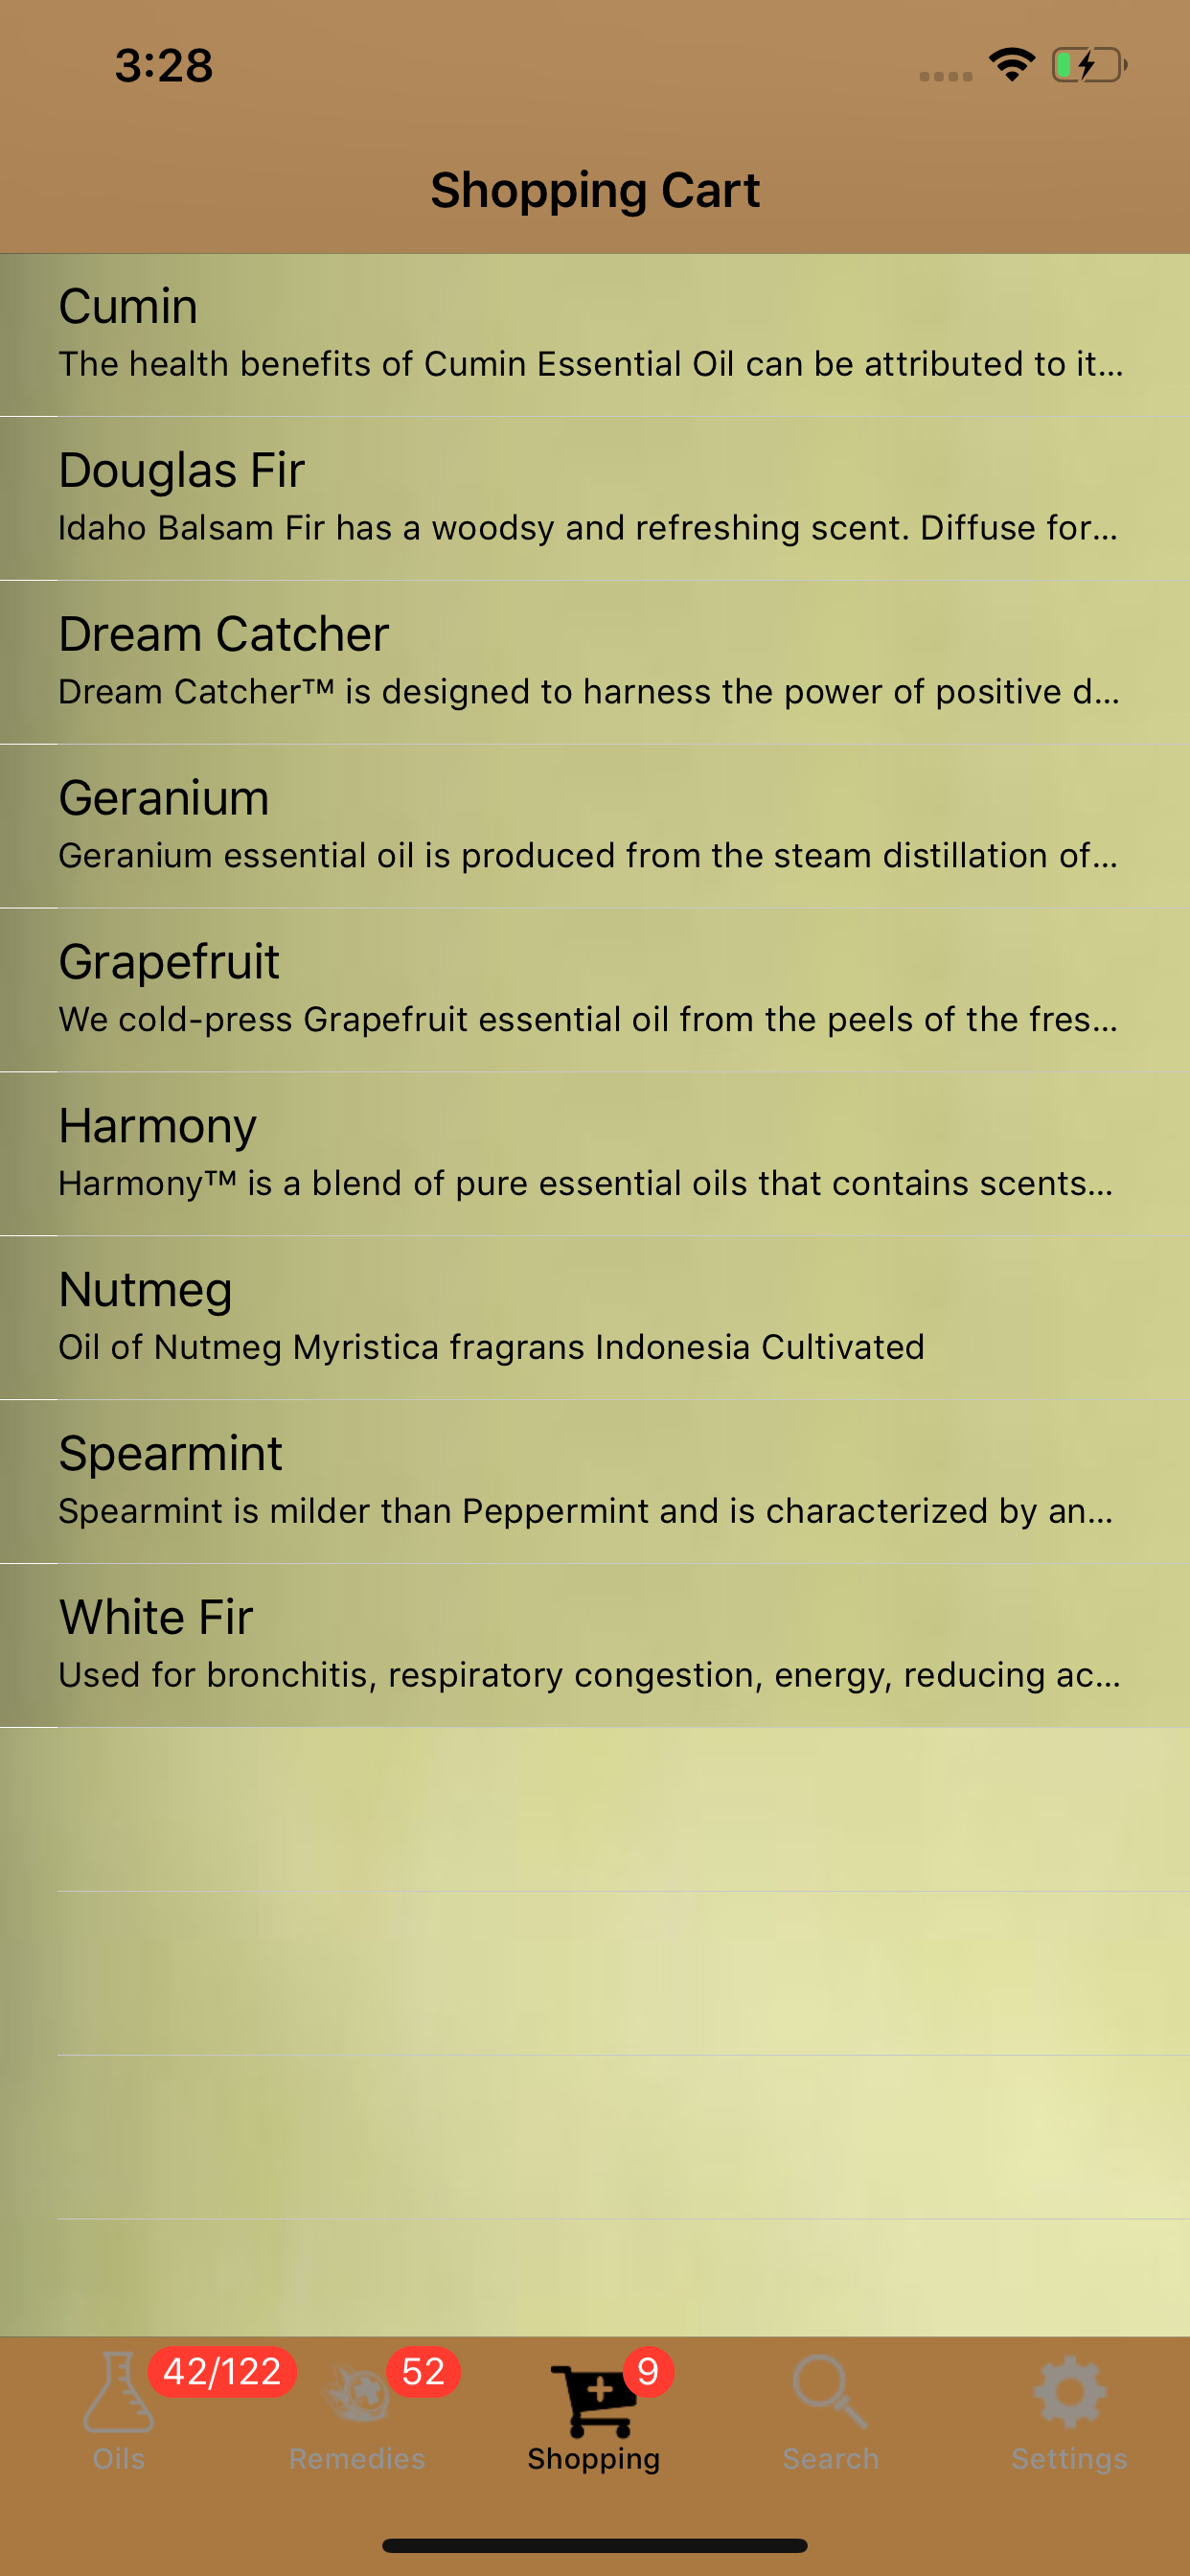 3:28
Shopping Cart
Cumin
The health benefits of Cumin Essential Oil can be attributed to it...
Douglas Fir
Idaho Balsam Fir has a woodsy and refreshing scent. Diffuse for...
Dream Catcher
Dream Catcher™ is designed to harness the power of positive d...
Geranium
Geranium essential oil is produced from the steam distillation of...
Grapefruit
We cold-press Grapefruit essential oil from the peels of the fres...
Harmony
Harmony™ is a blend of pure essential oils that contains scents...
Nutmeg
Oil of Nutmeg Myristica fragrans Indonesia Cultivated
Spearmint
Spearmint is milder than Peppermint and is characterized by an...
White Fir
Used for bronchitis, respiratory congestion, energy, reducing ac...
42/122 52 9
Oils Remedies Shopping Search Settings